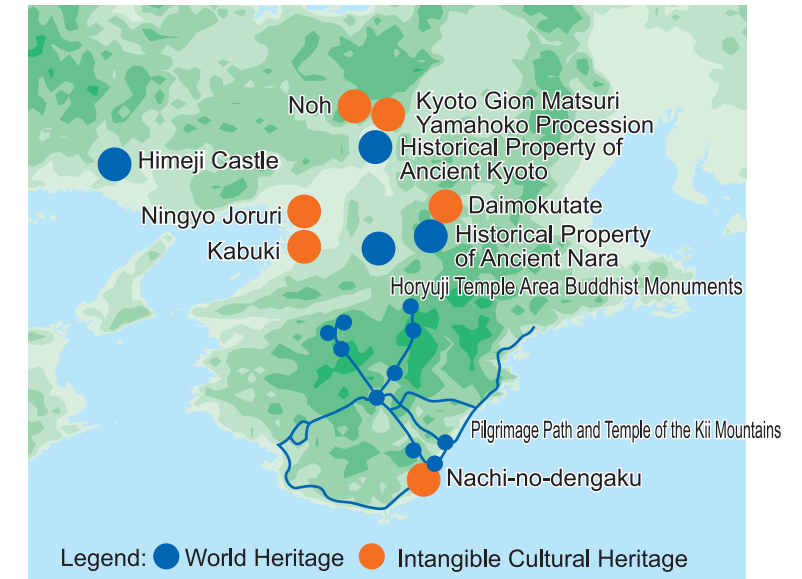 Noh
Kyoto Gion Matsuri
Yamahoko Procession
Historical Property of
Ancient Kyoto
Himeji Castle
Ningyo Joruri
Daimokutate
Kabuki
Historical Property
of Ancient Nara
Horyuji Temple Area Buddhist Monuments
Pilgrimage Path and Temple of the Kii Mountains
Nachi-no-dengaku
Legend: World Heritage Intangible Cultural Heritage